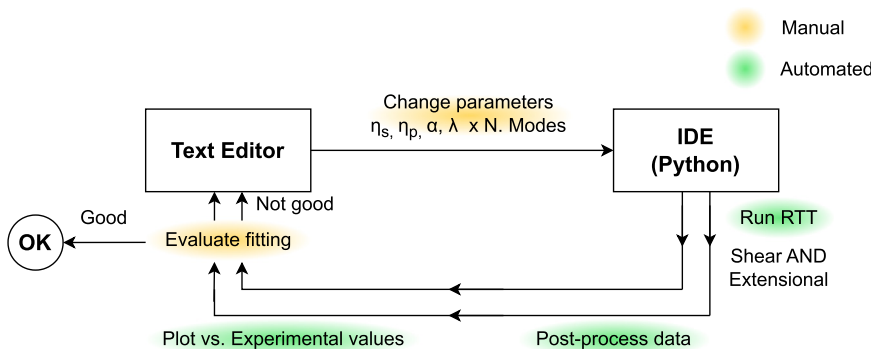 Manual
Automated
Change parameters
ηs, ηp, α, λ x N. Modes
Text Editor
IDE
(Python)
Not good
Good
OK
Evaluate fitting
Run RTT
Shear AND
Extensional
Plot vs. Experimental values
Post-process data